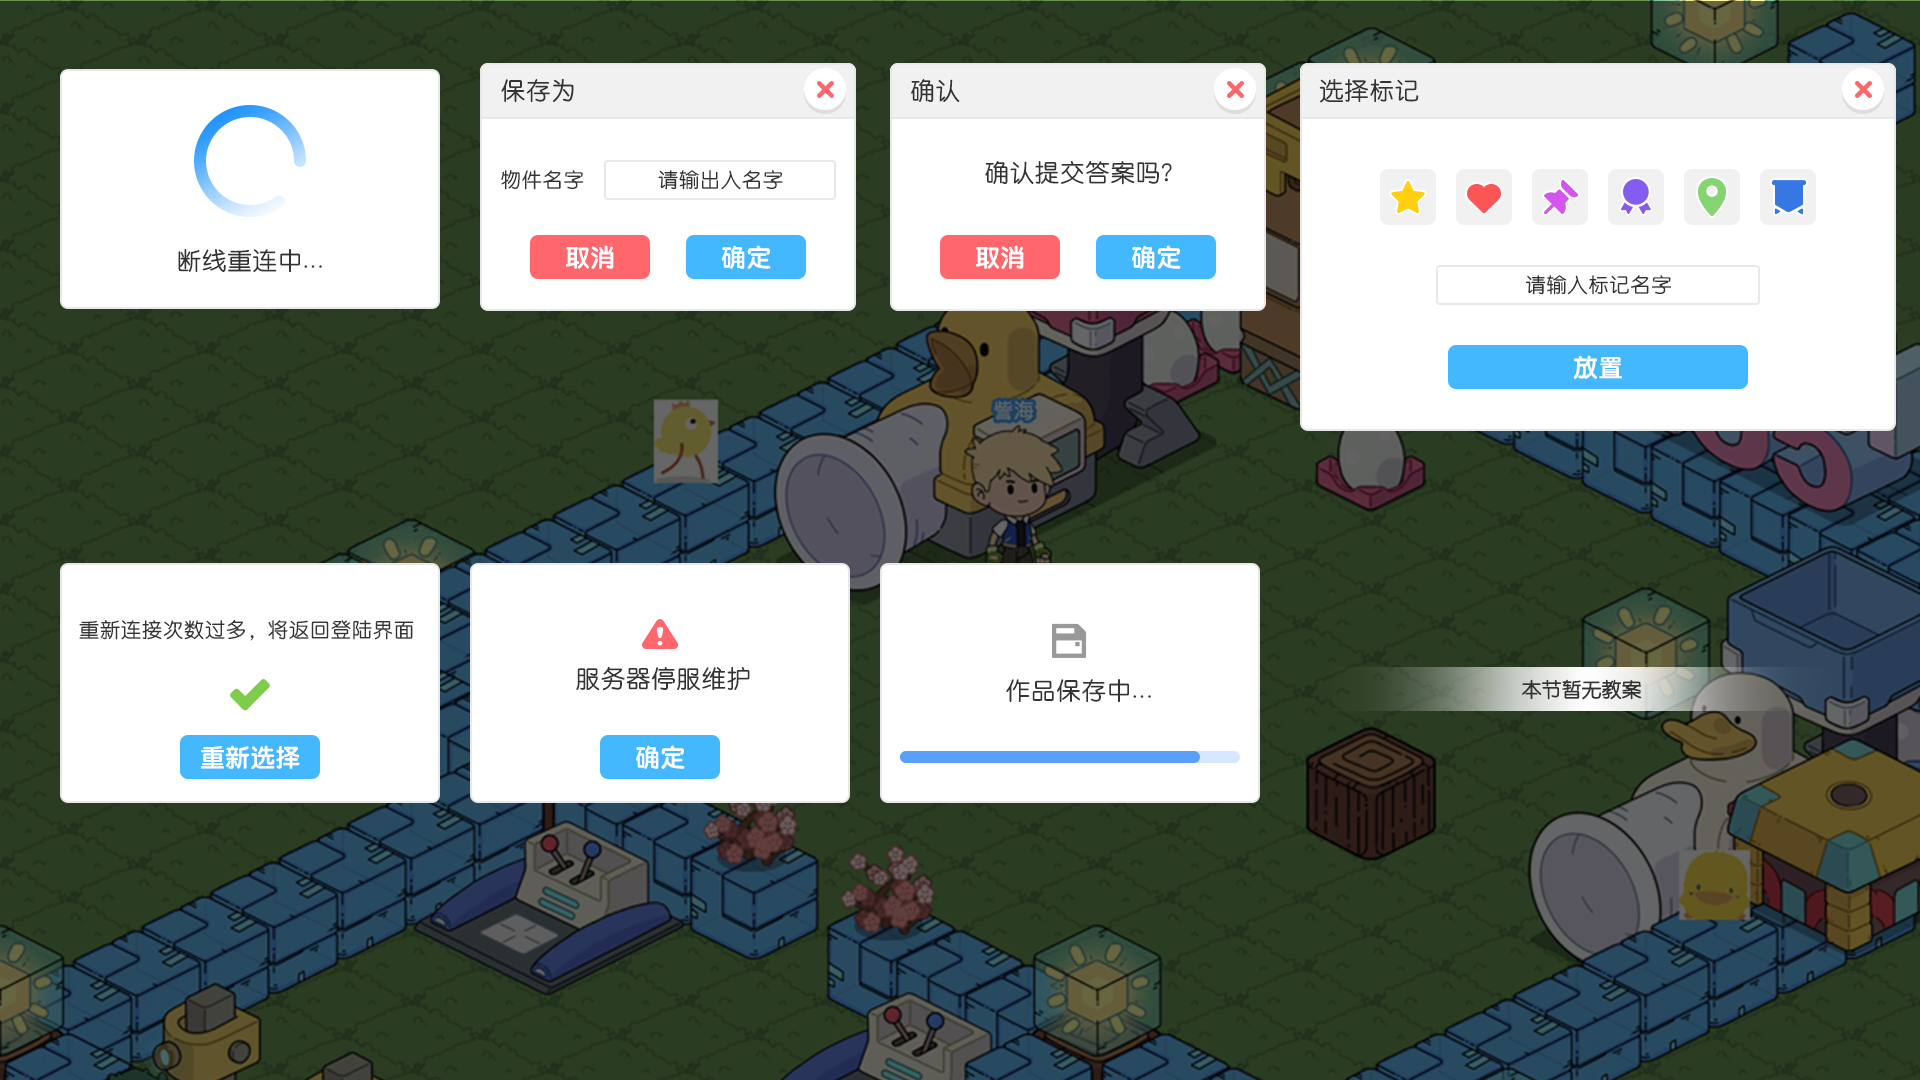 断线重连中...
保存为
物件名字
请输出入名字
取消
确定
确认
确认提交答案吗?
取消
确定
选择标记
请输入标记名字
放置
訾海
重新连接次数过多，将返回登陆界面
重新选择
服务器停服维护
确定
作品保存中...
本节暂无教案